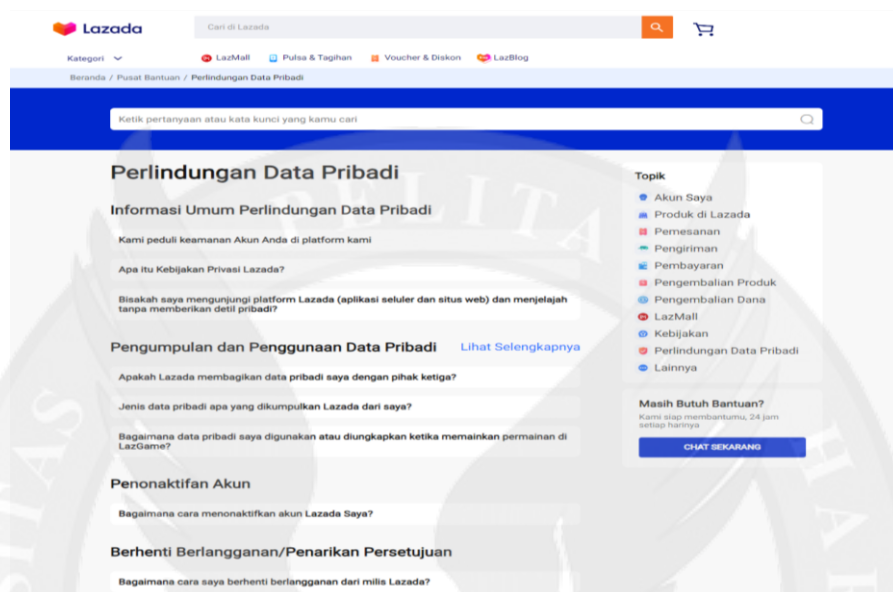 Lazada
Cari di Lazada
Kategori
LazMall
Pulsa & Tagihan
Voucher & Diskon
LazBlog
Beranda / Pusat Bantuan / Perlindungan Data Pribadi
Ketik pertanyaan atau kata kunci yang kamu cari
Perlindungan Data Pribadi
Informasi Umum Perlindungan Data Pribadi
Kami peduli keamanan Akun Anda di platform kami
Apa itu Kebijakan Privasi Lazada?
Bisakah saya mengunjungi platform Lazada (aplikasi seluler dan situs web) dan menjelajah
tanpa memberikan detil pribadi?
Pengumpulan dan Penggunaan Data Pribadi
Lihat Selengkapnya
Apakah Lazada membagikan data pribadi saya dengan pihak ketiga?
Jenis data pribadi apa yang dikumpulkan Lazada dari saya?
Bagaimana data pribadi saya digunakan atau diungkapkan ketika memainkan permainan di
LazGame?
Penonaktifan Akun
Bagaimana cara menonaktifkan akun Lazada Saya?
Berhenti Berlangganan/Penarikan Persetujuan
Bagaimana cara saya berhenti berlangganan dari milis Lazada?
Topik
Akun Saya
Produk di Lazada
Pemesanan
Pengiriman
Pembayaran
Pengembalian Produk
Pengembalian Dana
LazMall
Kebijakan
Perlindungan Data Pribadi
Lainnya
Masih Butuh Bantuan?
Kami siap membantumu, 24 jam
setiap harinya
CHAT SEKARANG
PELITA
ITAS
HAR